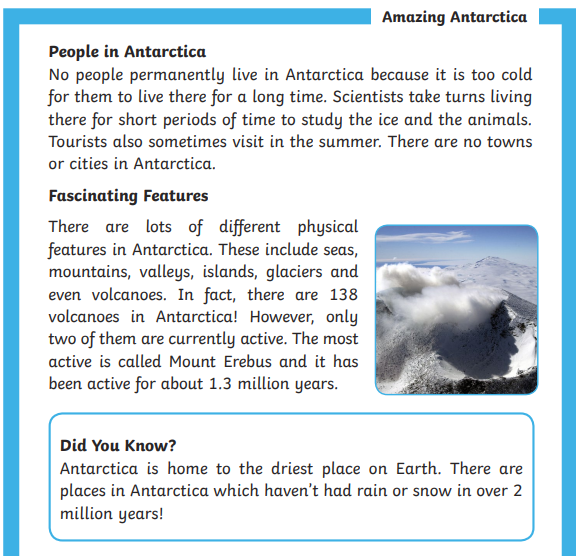 Amazing Antarctica
People in Antarctica
No people permanently live in Antarctica because it is too cold
for them to live there for a long time. Scientists take turns living
there for short periods of time to study the ice and the animals.
Tourists also sometimes visit in the summer. There are no towns
or cities in Antarctica.
Fascinating Features
There are lots of different physical
features in Antarctica. These include seas,
mountains, valleys, islands, glaciers and
even volcanoes. In fact, there are 138
volcanoes in Antarctica! However, only
two of them are currently active. The most
active is called Mount Erebus and it has
been active for about 1.3 million years.
Did You Know?
Antarctica is home to the driest place on Earth. There are
places in Antarctica which haven't had rain or snow in over 2
million years!